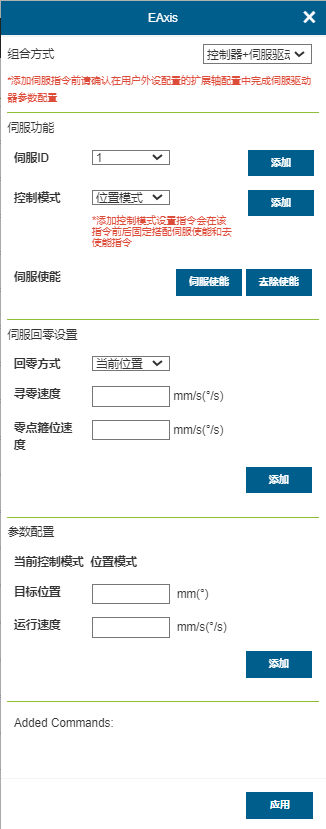 EAxis
组合方式 控制器+伺服驱动
*添加伺服指令前请确认在用户外设配置的扩展轴配置中完成伺服驱动
器参数配置
伺服功能
伺服ID 1 添加
控制模式 位置模式 添加
*添加控制模式设置指令会在该
指令前后固定搭配伺服使能和去
使能指令
伺服使能 伺服使能 去除使能
伺服回零设置
回零方式 当前位置
寻零速度 mm/s(°/s)
零点箍位速 mm/s(°/s)
度
添加
参数配置
当前控制模式 位置模式
目标位置 mm(°)
运行速度 mm/s(°/s)
添加
Added Commands:
应用